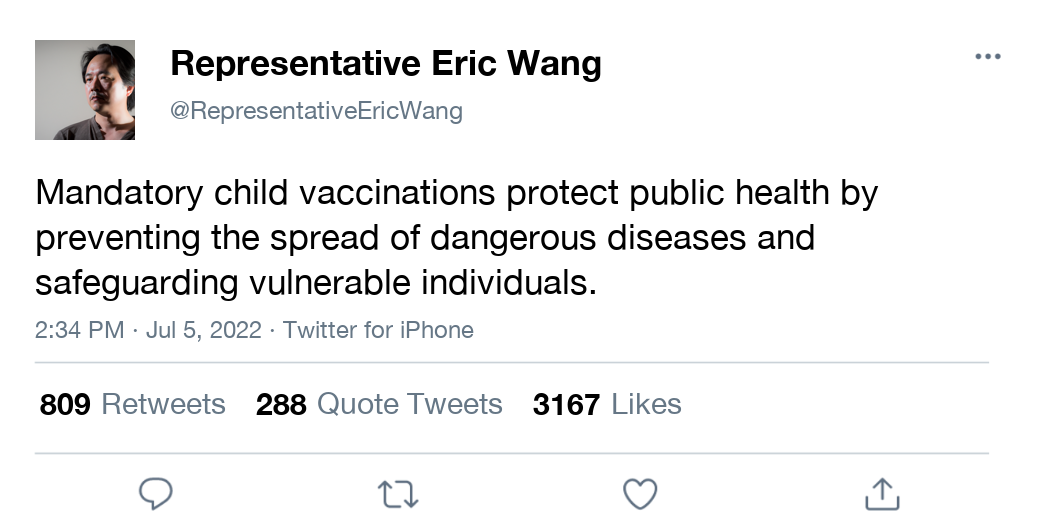 Representative Eric Wang
@RepresentativeEricWang
Mandatory child vaccinations protect public health by
preventing the spread of dangerous diseases and
safeguarding vulnerable individuals.
2:34 PM · Jul 5, 2022 · Twitter for iPhone
809 Retweets 288 Quote Tweets 3167 Likes